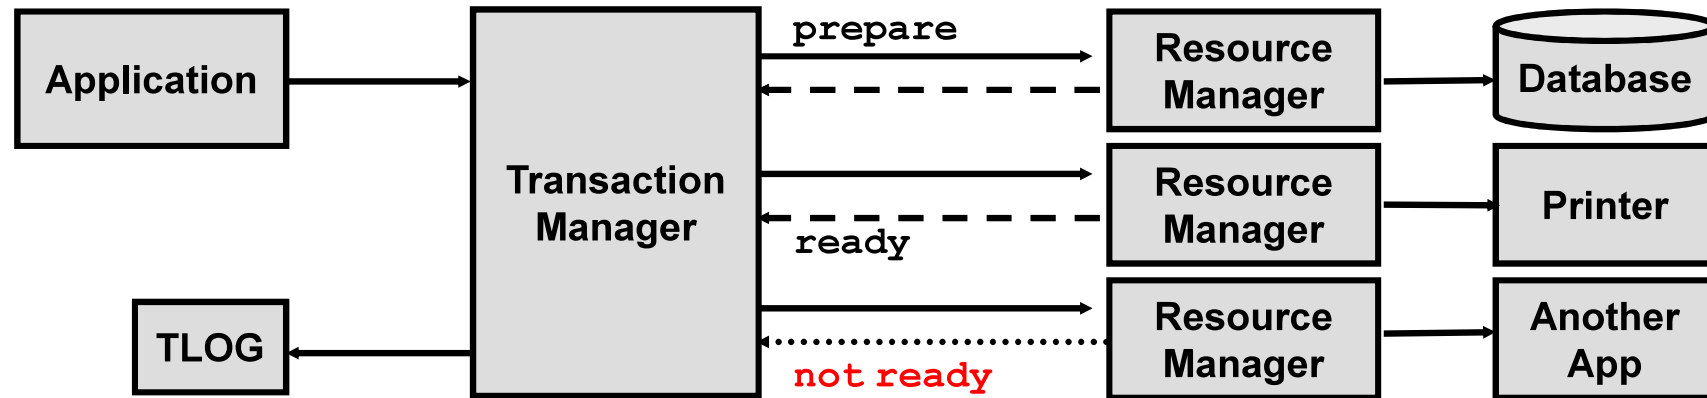 prepare
Application
Resource
Manager
Database
Transaction
Manager
Resource
Manager
Printer
ready
TLOG
Resource
Manager
Another
App
not ready